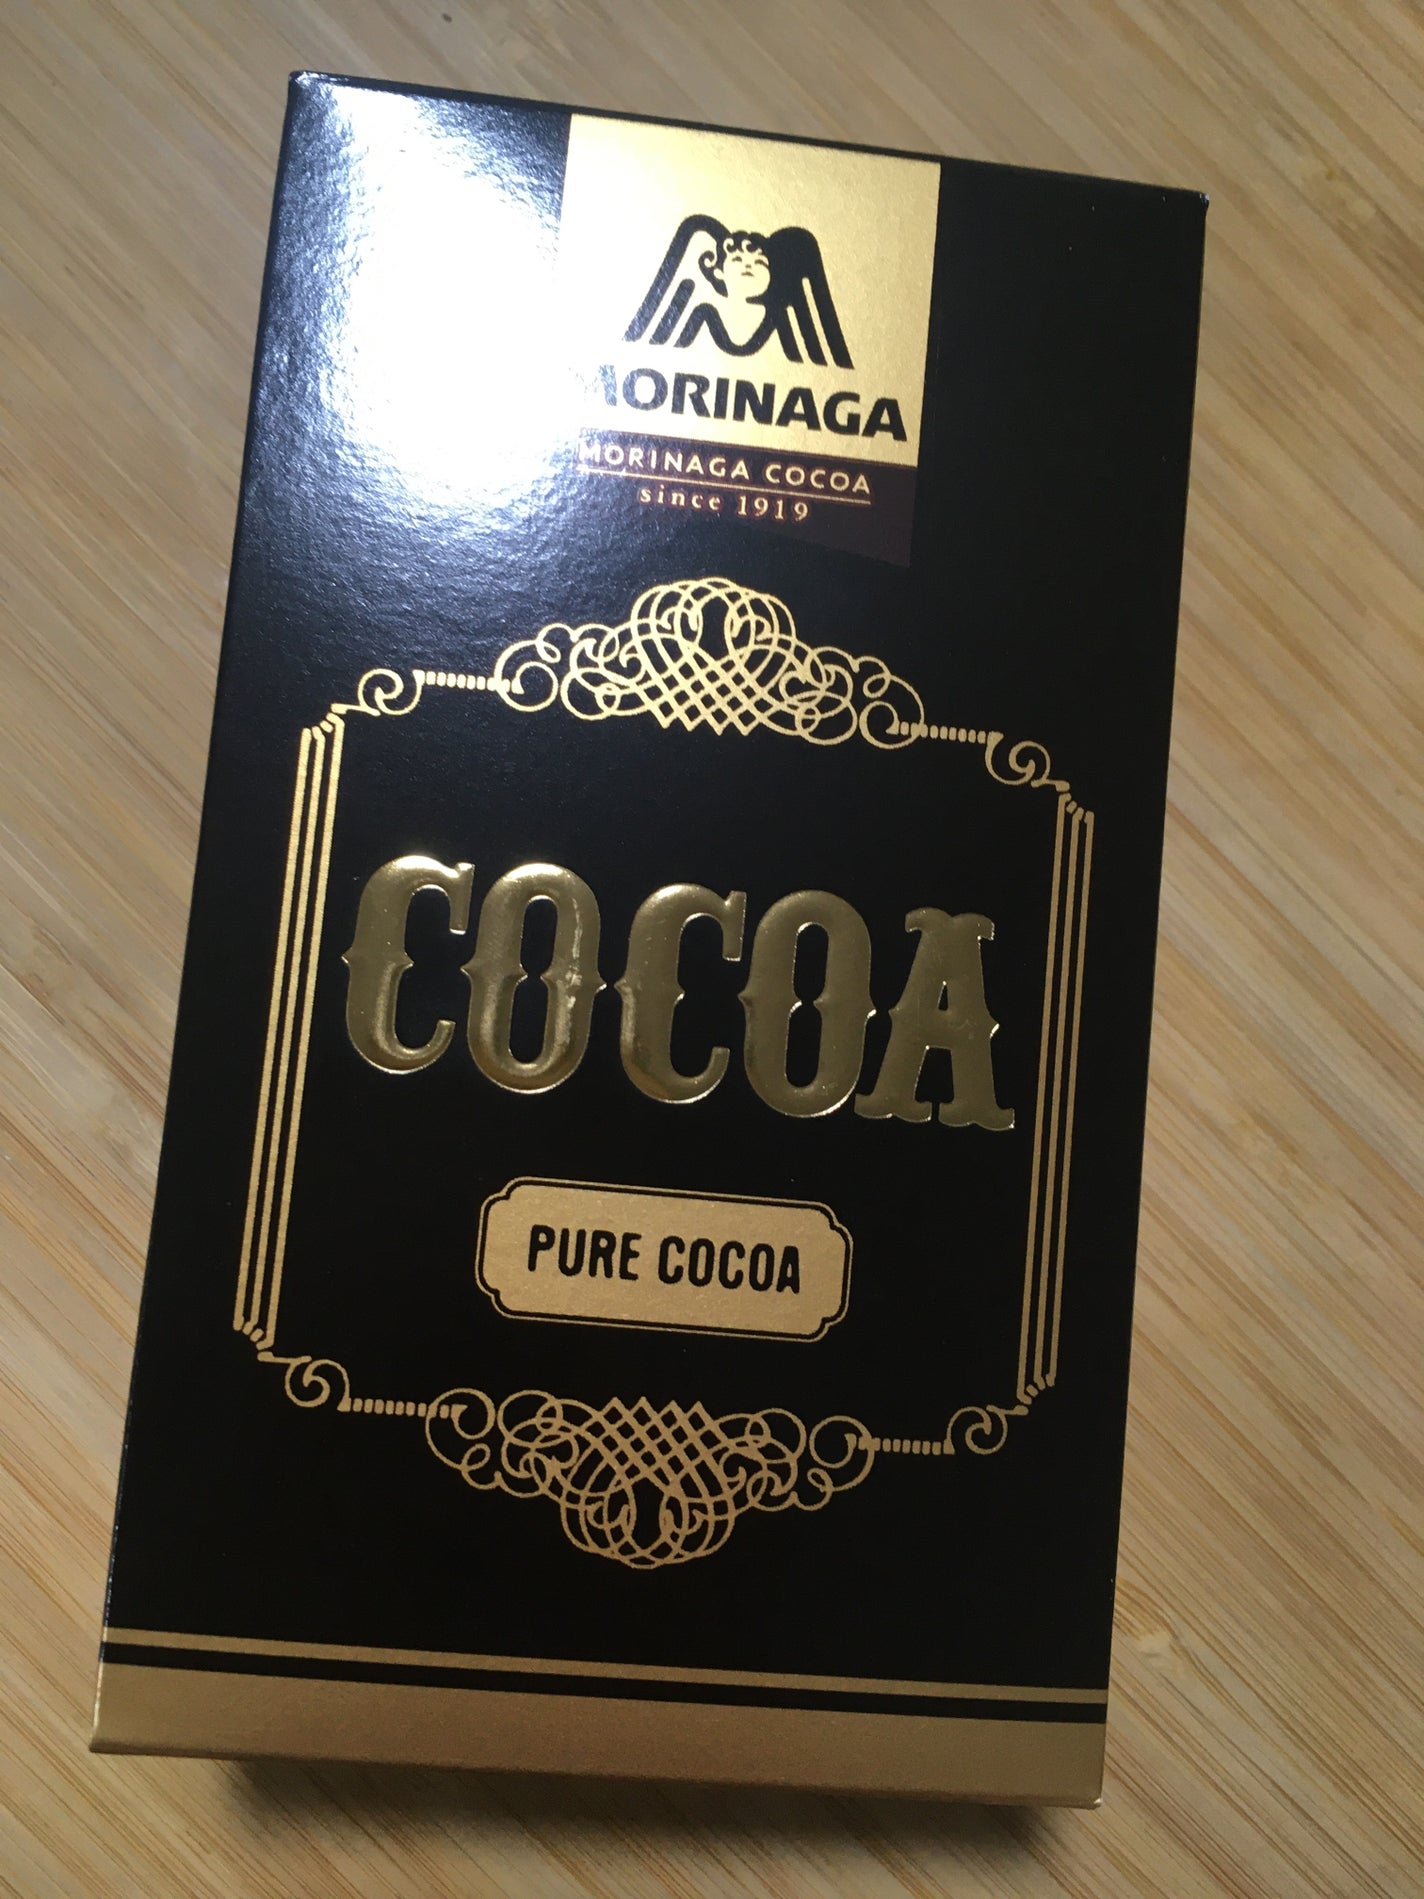 MORINAGA
MORINAGA COCOA
since 1919
COCOA
PURE COCOA